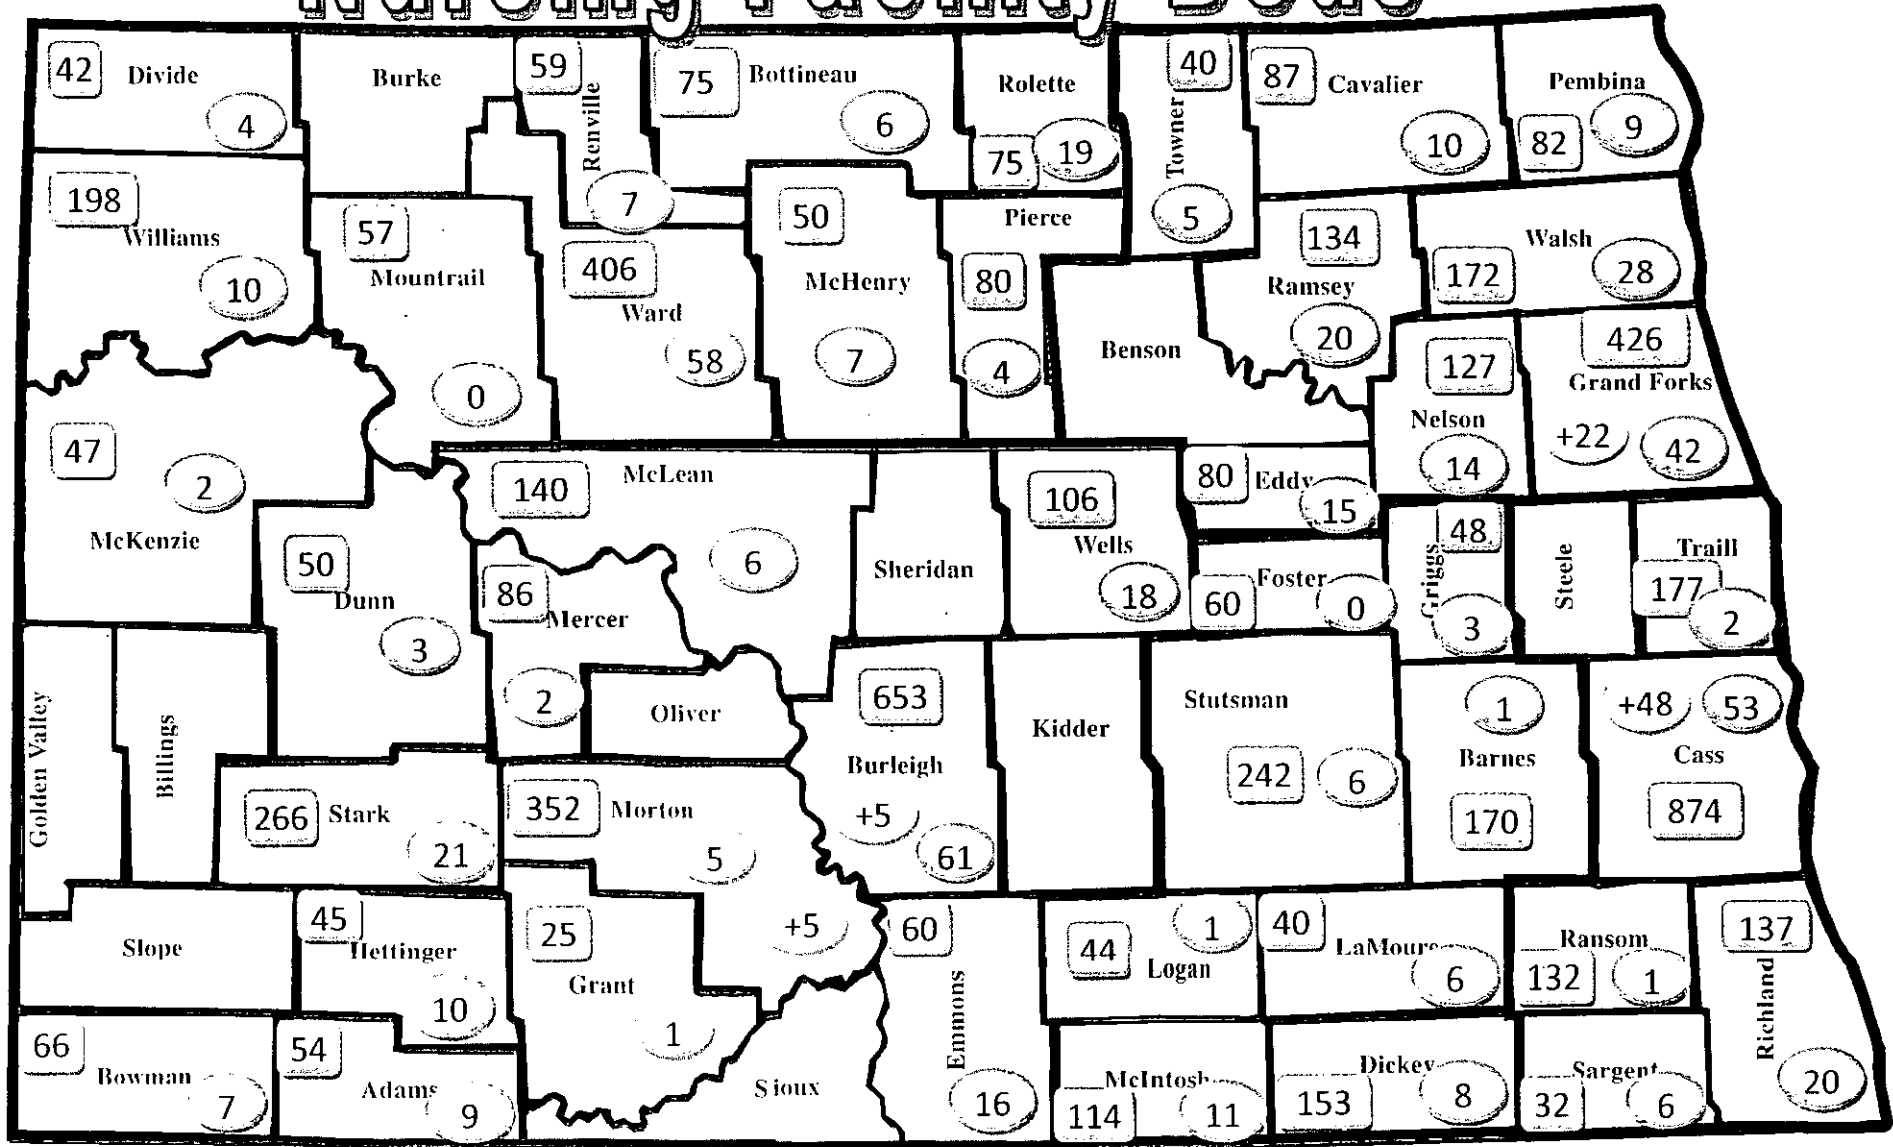 Nursing Facility Beds
42 Divide 4
Burke
59 Renville 7
75 Bottineau 6
Rolette 75 19
40 Towner 5
87 Cavalier 10
Pembina 82 9
198 Williams 10
57 Mountrail 0
406 Ward 58
50 McHenry 7
Pierce 80 4
Benson
134 Ramsey 20
Walsh 172 28
127 Nelson 14
426 Grand Forks +22 42
47 2 McKenzie
50 Dunn 3
140 McLean 6
86 Mercer 2
Sheridan
106 Wells 18
80 Eddy 15
Foster 60 0
48 Griggs 3
Steele
Traill 177 2
Golden Valley
Billings
266 Stark 21
Oliver
352 Morton 5 +5
653 Burleigh +5 61
Kidder
Stutsman 242 6
1 Barnes 170
+48 53 Cass 874
Slope
45 Hettinger 10
25 Grant 1
60 Emmons 16
1 44 Logan
40 LaMoure 6
Ransom 132 1
137 Richland 20
66 Bowman 7
54 Adams 9
Sioux
McIntosh 114 11
Dickey 153 8
Sargent 32 6